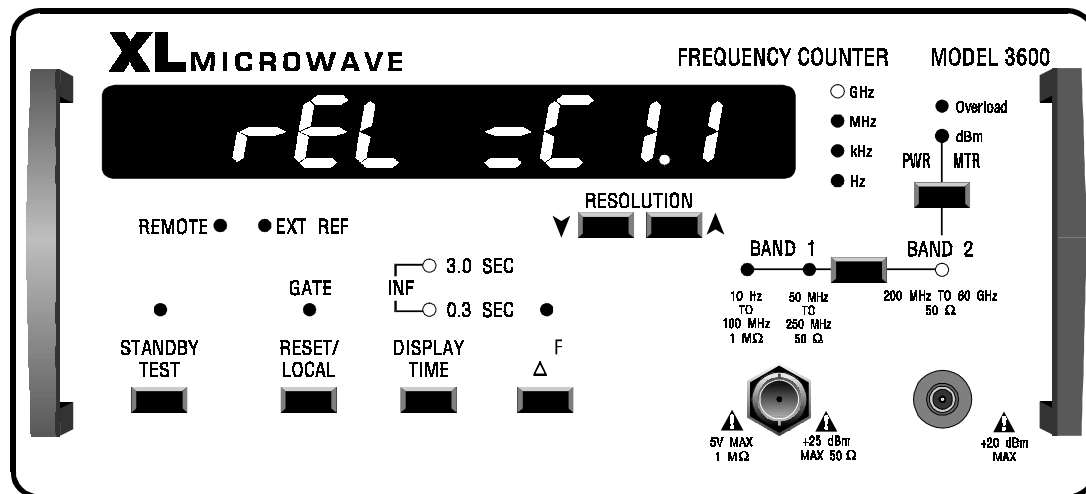 XL MICROWAVE
FREQUENCY COUNTER
MODEL 3600
rEL =C1.1
GHz
MHz
kHz
Hz
Overload
dBm
PWR MTR
RESOLUTION
REMOTE
EXT REF
BAND 1
BAND 2
10 Hz
TO
100 MHz
1 MΩ
50 MHz
TO
250 MHz
50 Ω
200 MHz TO 60 GHz
50 Ω
3.0 SEC
INF
0.3 SEC
GATE
STANDBY
TEST
RESET/
LOCAL
DISPLAY
TIME
F
Δ
5V MAX
1 MΩ
+25 dBm
MAX 50 Ω
+20 dBm
MAX